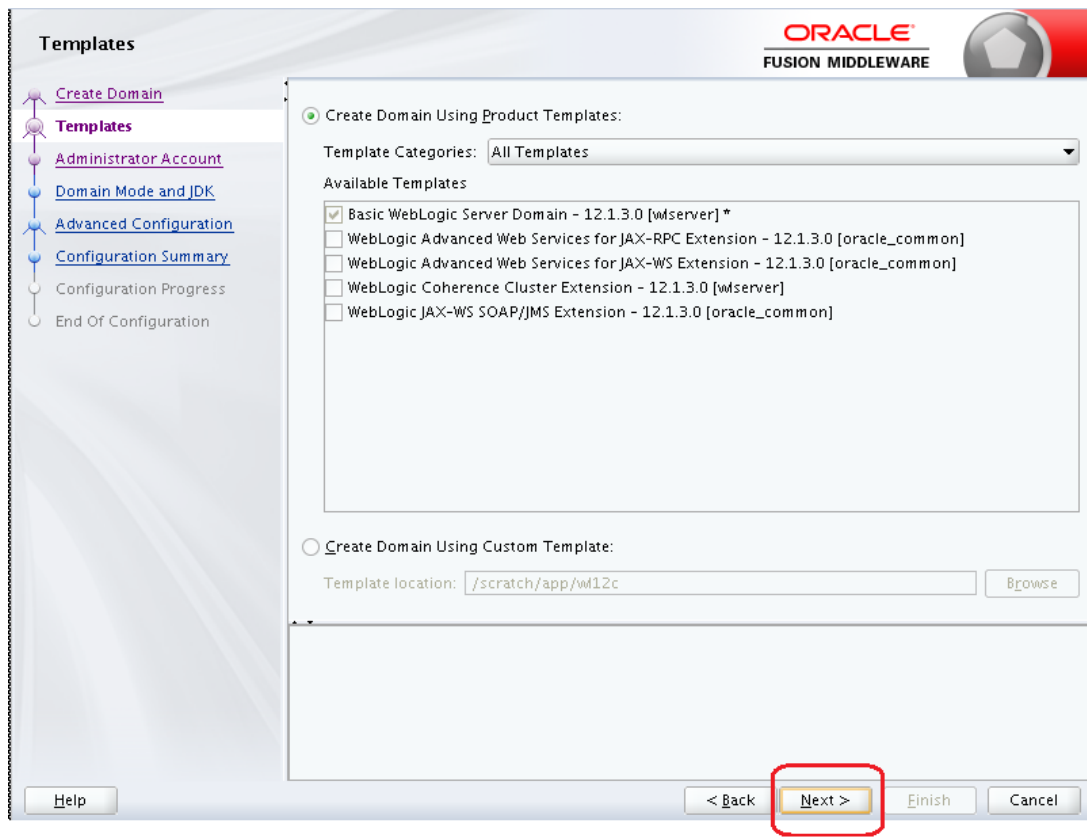 Templates
ORACLE
FUSION MIDDLEWARE
Create Domain
Templates
Administrator Account
Domain Mode and JDK
Advanced Configuration
Configuration Summary
Configuration Progress
End Of Configuration
Create Domain Using Product Templates:
Template Categories: All Templates
Available Templates
Basic WebLogic Server Domain - 12.1.3.0 [wlserver] *
WebLogic Advanced Web Services for JAX-RPC Extension - 12.1.3.0 [oracle_common]
WebLogic Advanced Web Services for JAX-WS Extension - 12.1.3.0 [oracle_common]
WebLogic Coherence Cluster Extension - 12.1.3.0 [wlserver]
WebLogic JAX-WS SOAP/JMS Extension - 12.1.3.0 [oracle_common]
Create Domain Using Custom Template:
Template location: /scratch/app/wl12c Browse
Help < Back Next > Finish Cancel